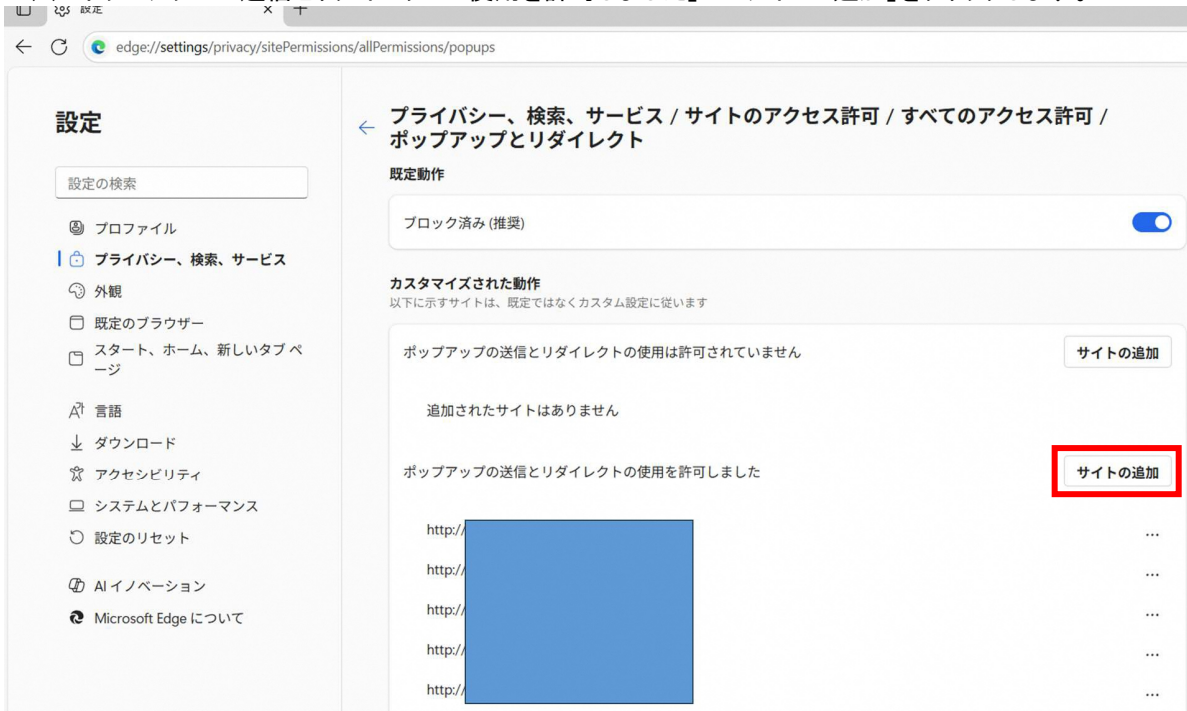 設定
edge://settings/privacy/sitePermissions/allPermissions/popups
設定
プライバシー、検索、サービス / サイトのアクセス許可 / すべてのアクセス許可 /
ポップアップとリダイレクト
設定の検索
プロファイル
プライバシー、検索、サービス
外観
既定のブラウザー
スタート、ホーム、新しいタブ ペ
ージ
言語
ダウンロード
アクセシビリティ
システムとパフォーマンス
設定のリセット
AI イノベーション
Microsoft Edge について
既定動作
ブロック済み (推奨)
カスタマイズされた動作
以下に示すサイトは、既定ではなくカスタム設定に従います
ポップアップの送信とリダイレクトの使用は許可されていません
サイトの追加
追加されたサイトはありません
ポップアップの送信とリダイレクトの使用を許可しました
サイトの追加
http://
http://
http://
http://
http://